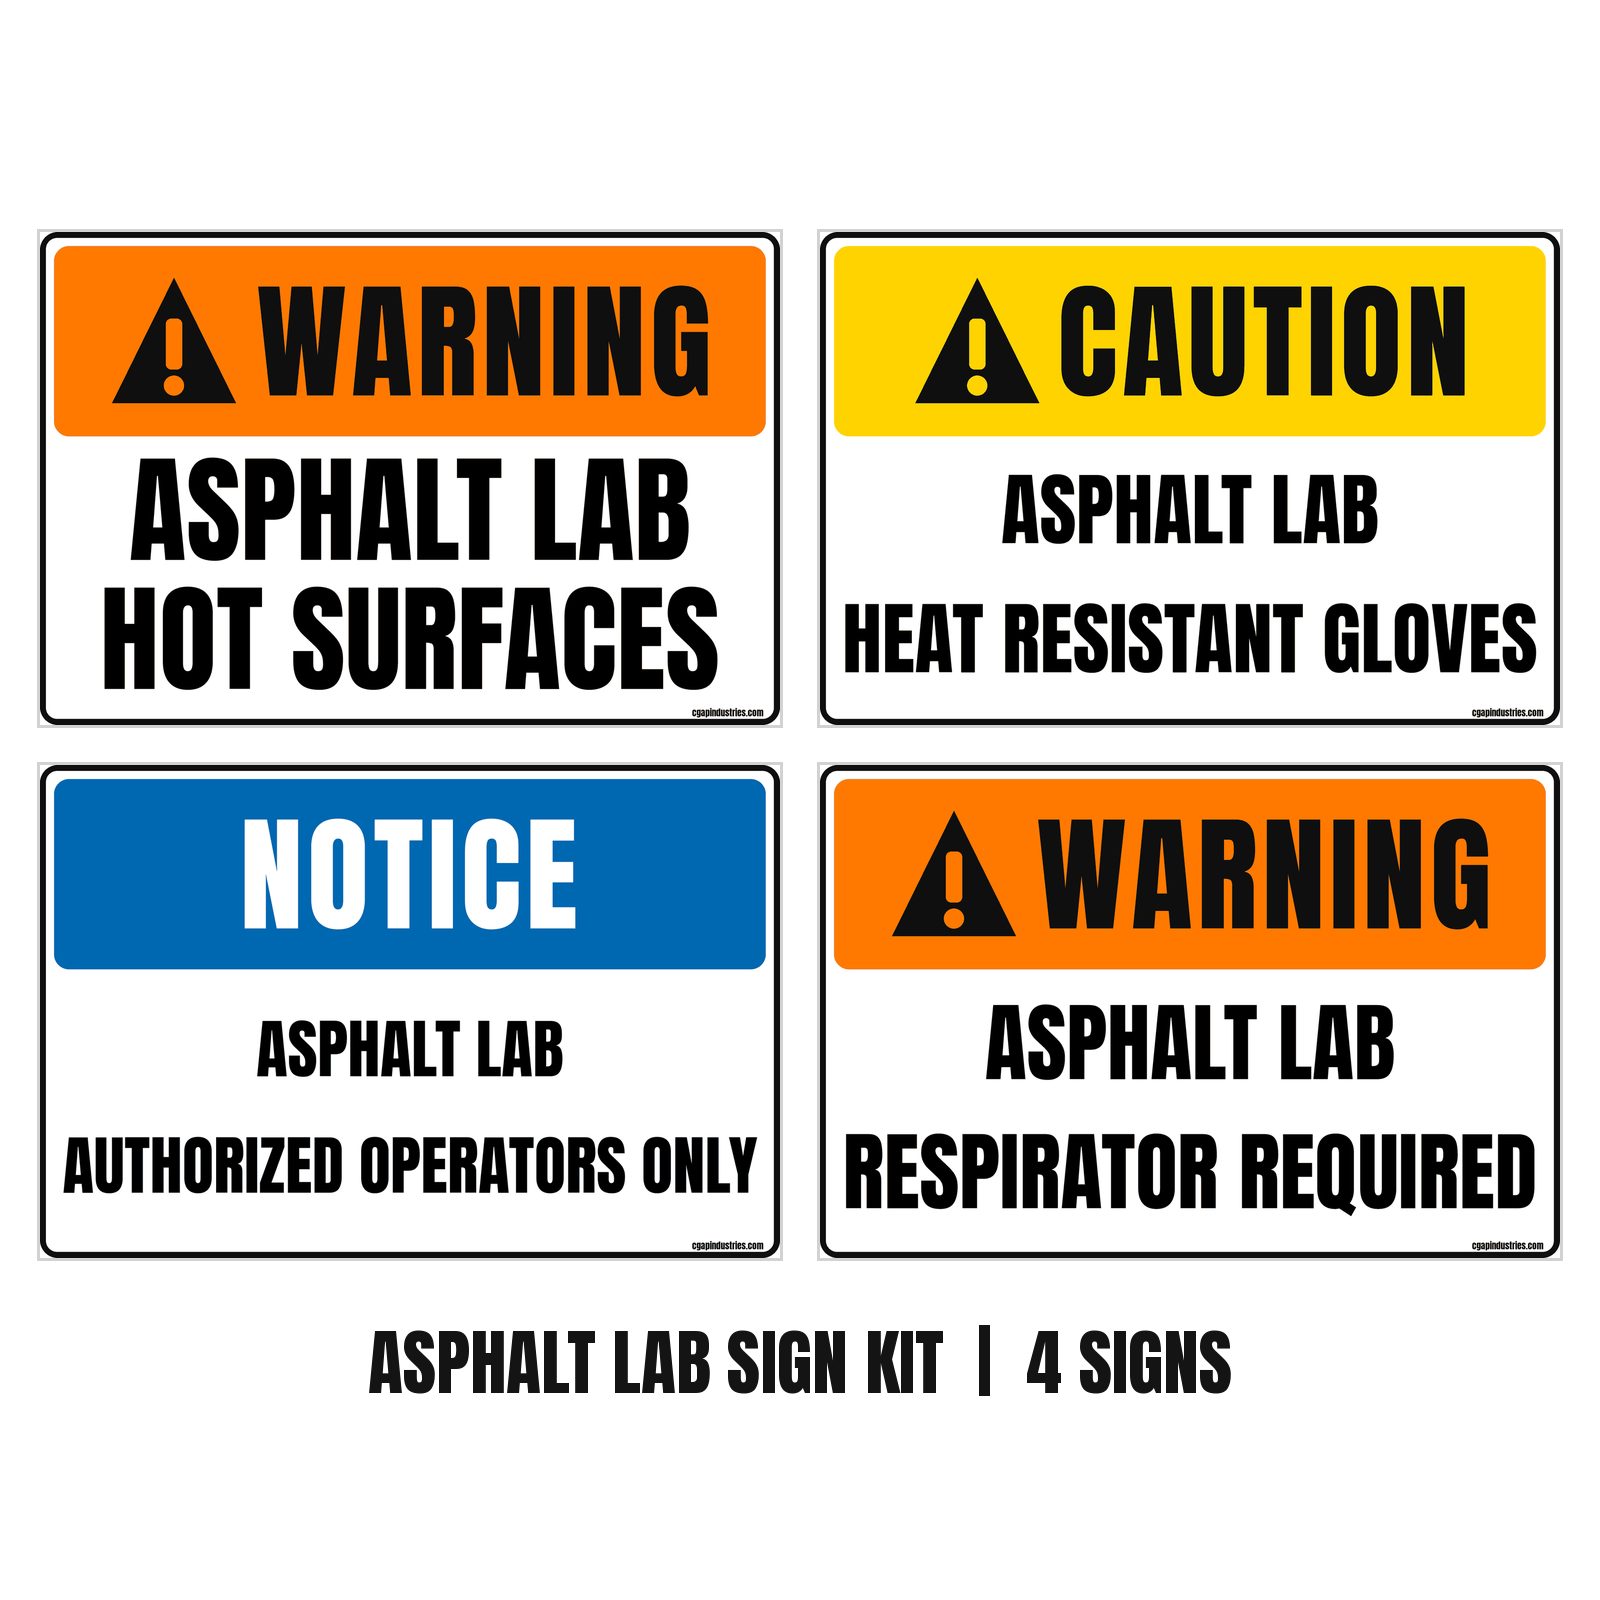 WARNING
ASPHALT LAB
HOT SURFACES
cgapindustries.com
CAUTION
ASPHALT LAB
HEAT RESISTANT GLOVES
cgapindustries.com
NOTICE
ASPHALT LAB
AUTHORIZED OPERATORS ONLY
cgapindustries.com
WARNING
ASPHALT LAB
RESPIRATOR REQUIRED
cgapindustries.com
ASPHALT LAB SIGN KIT | 4 SIGNS